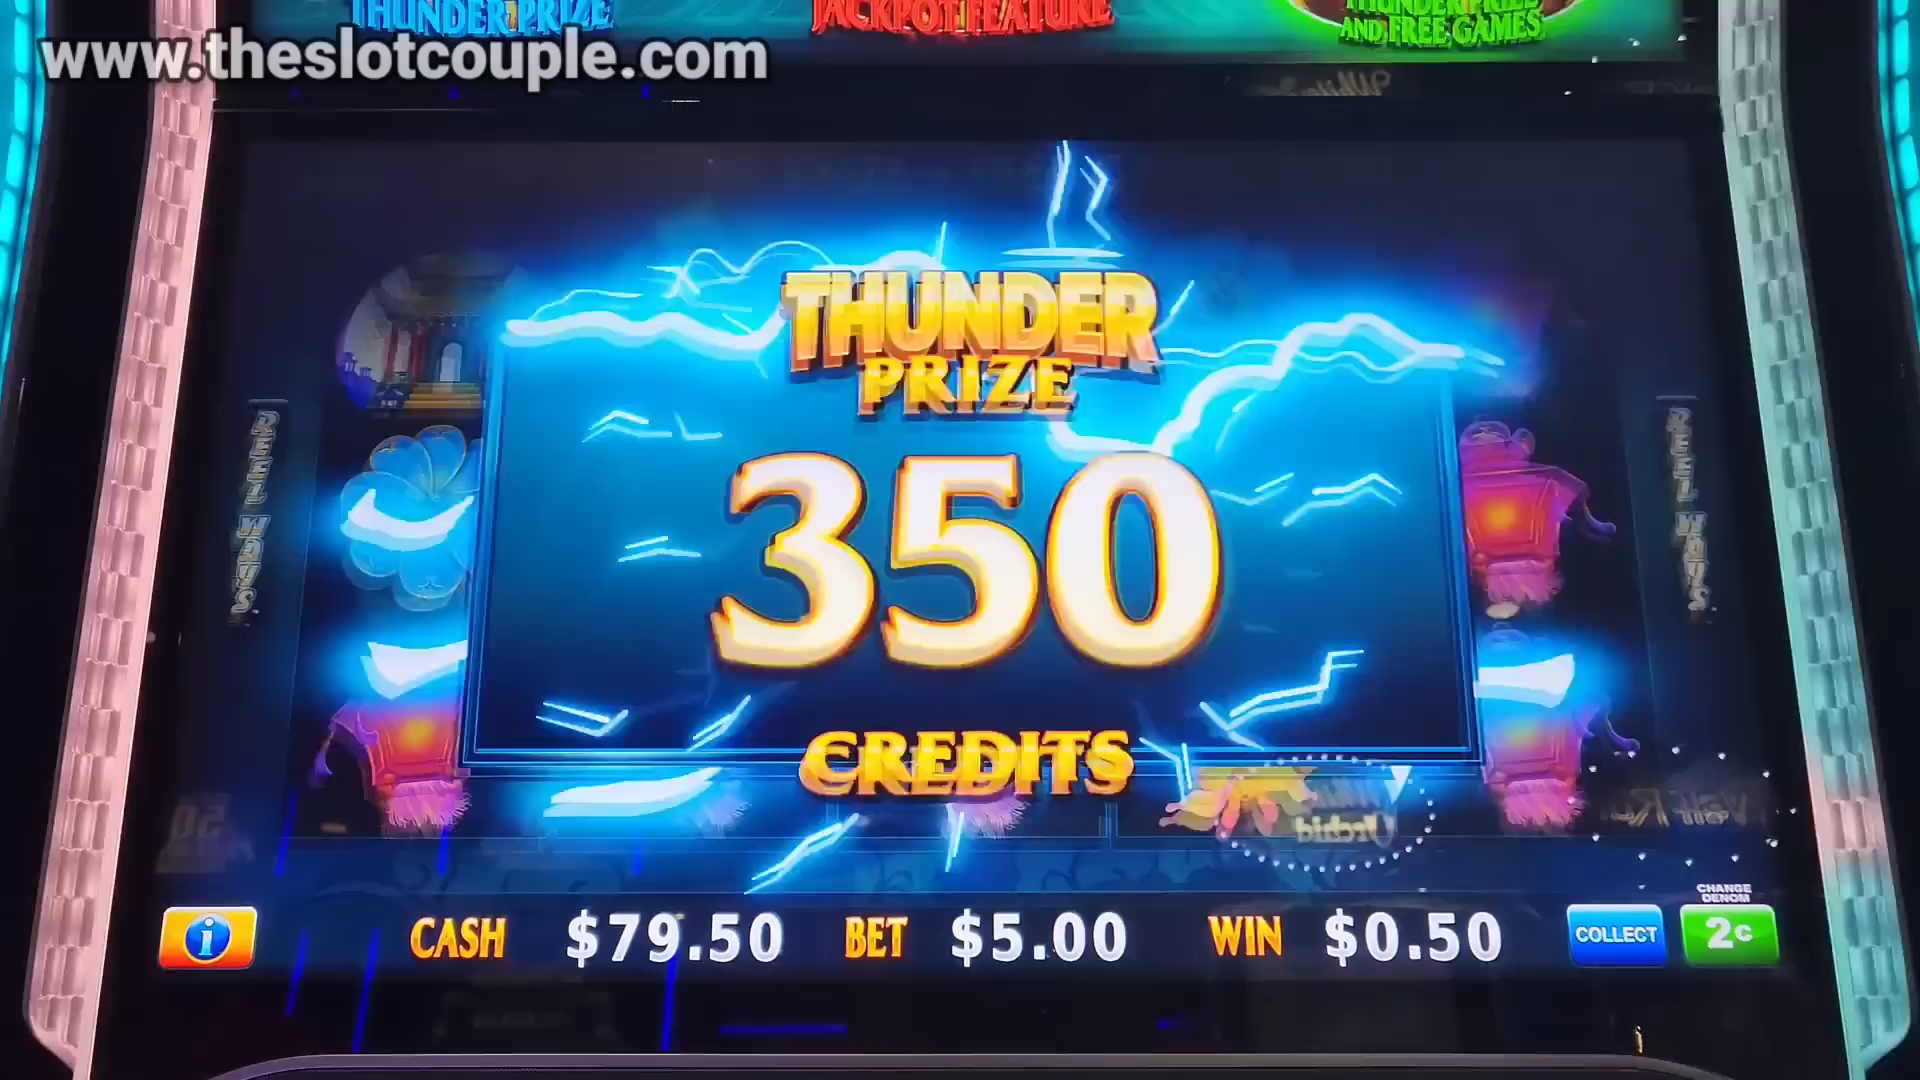 THUNDER PRIZE
JACKPOT FEATURE
THUNDER PRIZE
AND FREE GAMES
www.theslotcouple.com
THUNDER
PRIZE
350
CREDITS
REEL WAYS
REEL WAYS
CASH $79.50 BET $5.00 WIN $0.50
COLLECT
CHANGE
DENOM
2¢